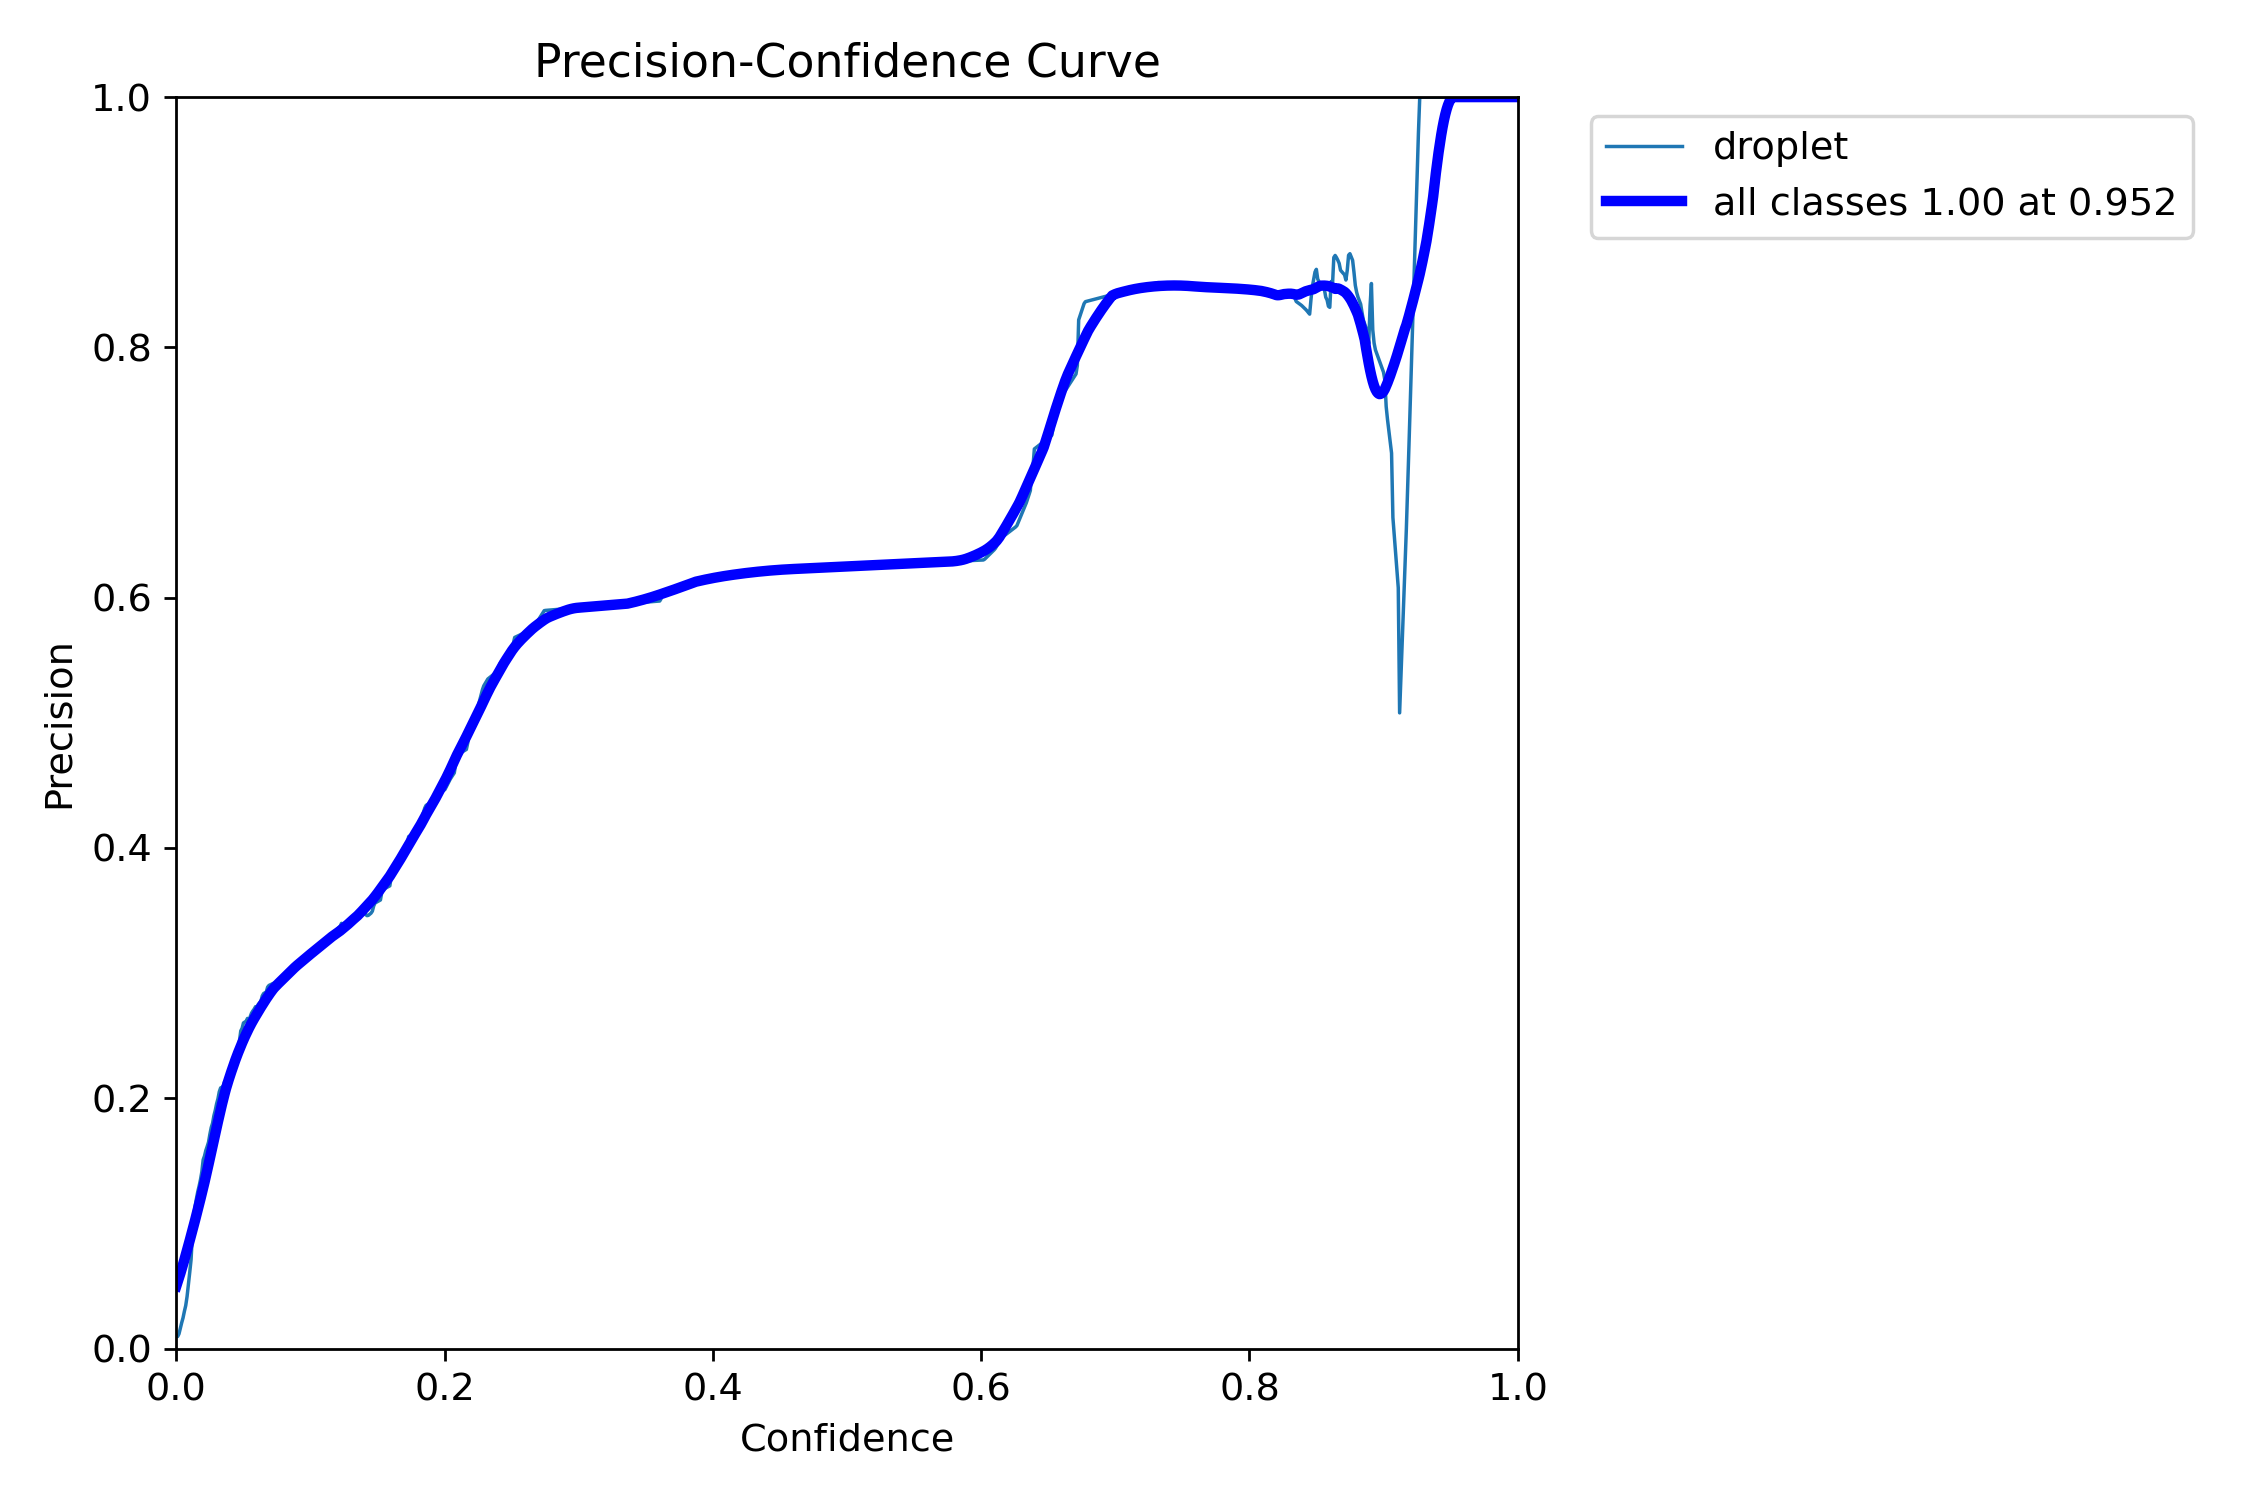 Precision-Confidence Curve
1.0
0.8
0.6
0.4
0.2
0.0
Precision
0.0 0.2 0.4 0.6 0.8 1.0
Confidence
droplet
all classes 1.00 at 0.952